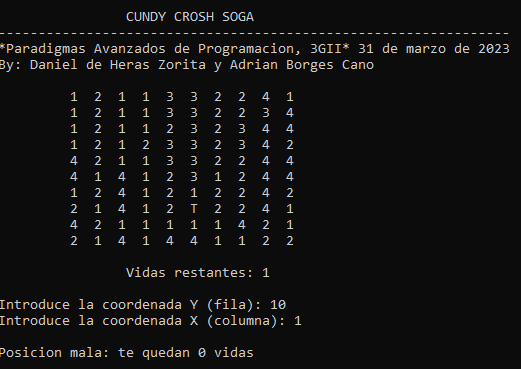 CUNDY CROSH SOGA
----------------------------------------------------------------
*Paradigmas Avanzados de Programacion, 3GII* 31 de marzo de 2023
By: Daniel de Heras Zorita y Adrian Borges Cano
1 2 1 1 3 3 2 2 4 1
1 2 1 1 3 3 2 2 3 4
1 2 1 1 2 3 2 3 4 4
1 2 1 2 3 3 2 3 4 2
4 2 1 1 3 3 2 2 4 4
4 1 4 1 2 3 1 2 4 4
1 2 4 1 2 1 2 2 4 2
2 1 4 1 2 T 2 2 4 1
4 2 1 1 1 1 1 4 2 1
2 1 4 1 4 4 1 1 2 2
Vidas restantes: 1
Introduce la coordenada Y (fila): 10
Introduce la coordenada X (columna): 1
Posicion mala: te quedan 0 vidas